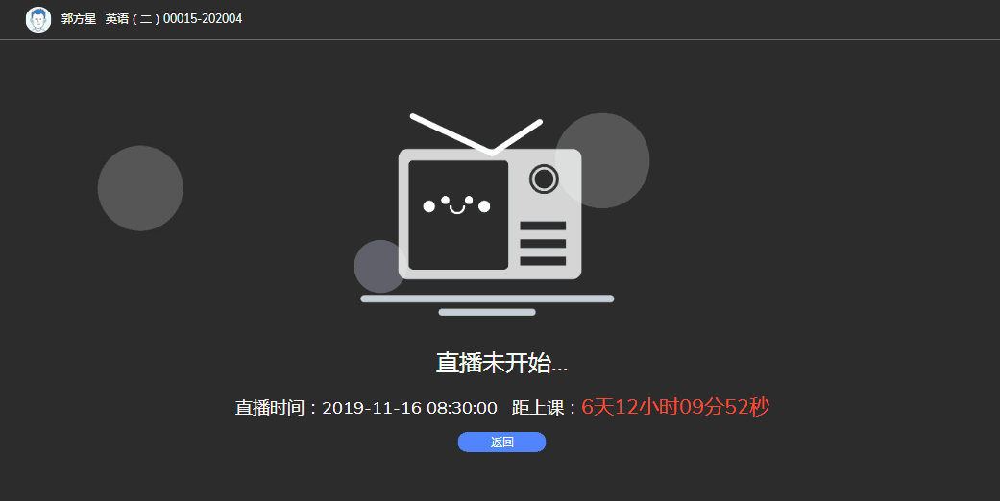 郭方星 英语（二）00015-202004
直播未开始...
直播时间：2019-11-16 08:30:00 距上课：6天12小时09分52秒
返回